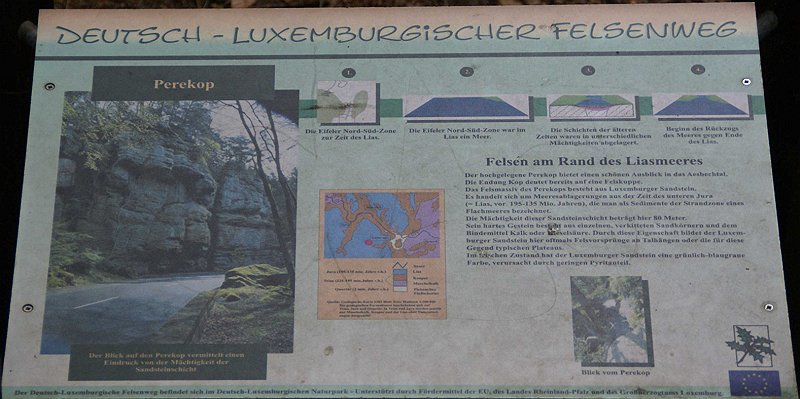 DEUTSCH - LUXEMBURGISCHER FELSENWEG
Perekop
Der Blick auf den Perekop vermittelt einen
Eindruck von der Mächtigkeit der
Sandsteinschicht
1.
Die Eifeler Nord-Süd-Zone
zur Zeit des Lias.
2.
Die Eifeler Nord-Süd-Zone war im
Lias ein Meer.
3.
Die Schichten der älteren
Zeiten waren in unterschiedlichen
Mächtigkeiten abgelagert.
4.
Beginn des Rückzugs
des Meeres gegen Ende
des Lias.
Felsen am Rand des Liasmeeres
Der hochgelegene Perekop bietet einen schönen Ausblick in das Aesbechtal.
Die Endung Kop deutet bereits auf eine Felskuppe.
Das Felsmassiv des Perekops besteht aus Luxemburger Sandstein.
Es handelt sich um Meeresablagerungen aus der Zeit des unteren Jura
(= Lias, vor 195-135 Mio. Jahren), die man als Sedimente der Strandzone eines
Flachmeeres bezeichnet.
Die Mächtigkeit dieser Sandsteinschicht beträgt hier 80 Meter.
Sein hartes Gestein besteht aus einzelnen, verkitteten Sandkörnern und dem
Bindemittel Kalk oder Kieselsäure. Durch diese Eigenschaft bildet der Luxem-
burger Sandstein hier oftmals Felsvorsprünge an Talhängen oder die für diese
Gegend typischen Plateaus.
Im frischen Zustand hat der Luxemburger Sandstein eine grünlich-blaugraue
Farbe, verursacht durch geringen Pyritanteil.
Lias
Keuper
Muschelkalk
Blick vom Perekop
Der Deutsch-Luxemburgische Felsenweg befindet sich im Deutsch-Luxemburgischen Naturpark - Unterstützt durch Fördermittel der EU, des Landes Rheinland-Pfalz und des Großherzogtums Luxemburg.